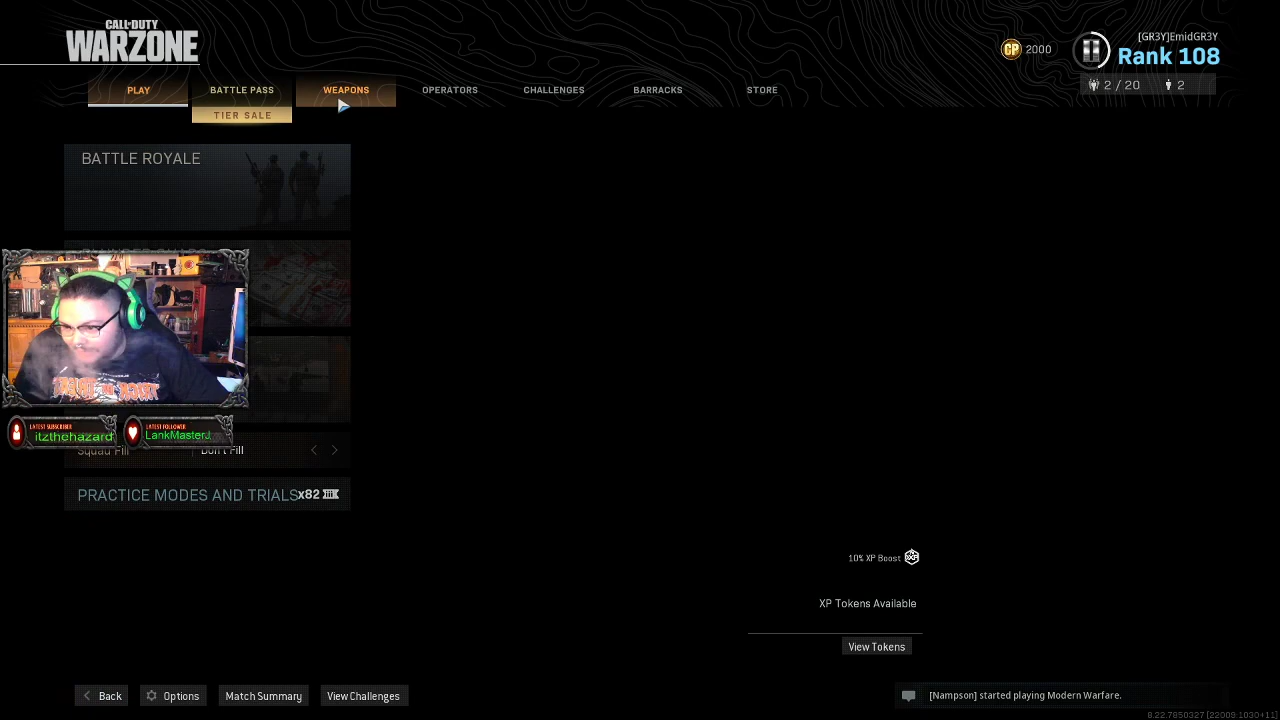 CALL OF DUTY
WARZONE
CP 2000
[GR3Y]EmidGR3Y
Rank 108
2 / 20 2
PLAY
BATTLE PASS
WEAPONS
OPERATORS
CHALLENGES
BARRACKS
STORE
TIER SALE
BATTLE ROYALE
LATEST SUBSCRIBER
itzthehazard
LATEST FOLLOWER
LankMasterJ
Squad Fill
Don't Fill
PRACTICE MODES AND TRIALS
x82
10% XP Boost
XP Tokens Available
View Tokens
Back
Options
Match Summary
View Challenges
[Nampson] started playing Modern Warfare.